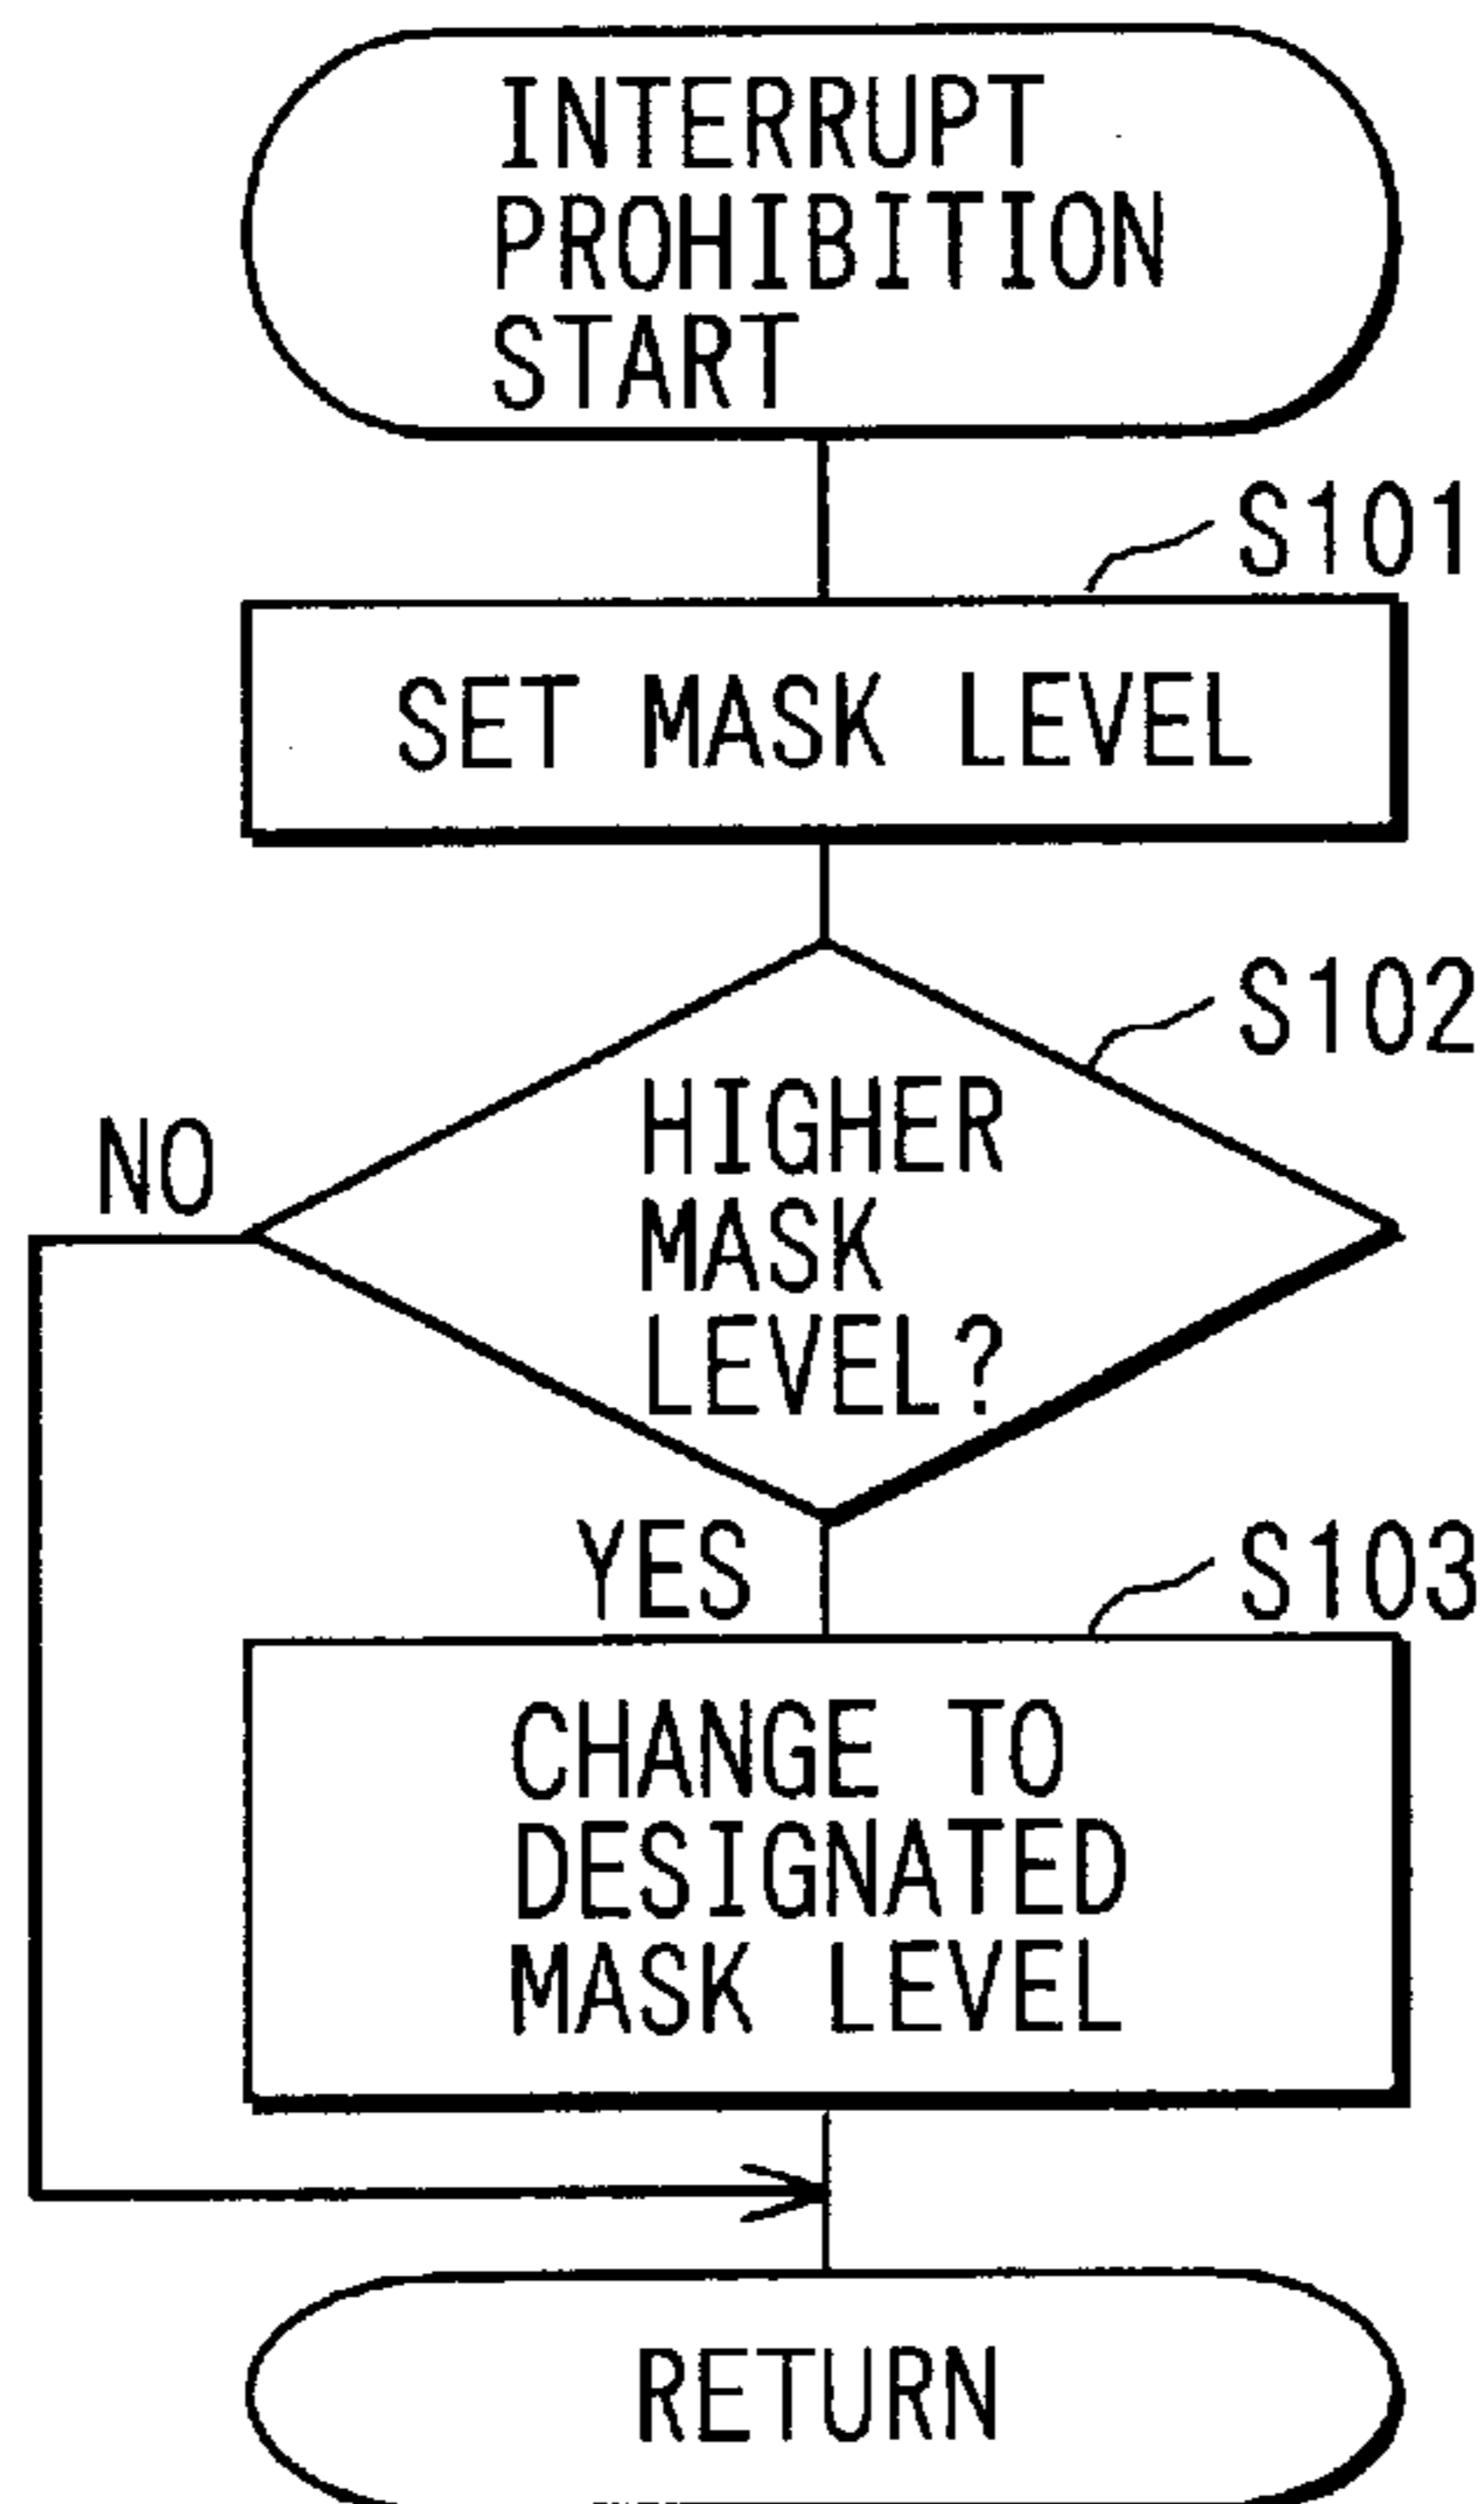 INTERRUPT
PROHIBITION
START
S101
SET MASK LEVEL
S102
HIGHER
MASK
LEVEL?
NO
YES
S103
CHANGE TO
DESIGNATED
MASK LEVEL
RETURN